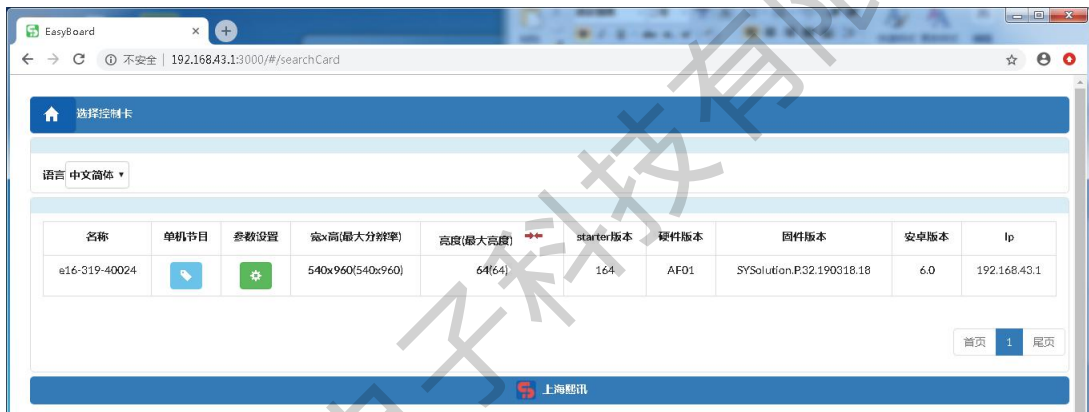 EasyBoard
不安全 | 192.168.43.1:3000/#/searchCard
选择控制卡
语言 中文简体
名称 单机节目 参数设置 宽x高(最大分辨率) 亮度(最大亮度) starter版本 硬件版本 固件版本 安卓版本 Ip
e16-319-40024 540x960(540x960) 64(64) 164 AF01 SYSolution.P.32.190318.18 6.0 192.168.43.1
首页 1 尾页
上海熙讯
子科技有限